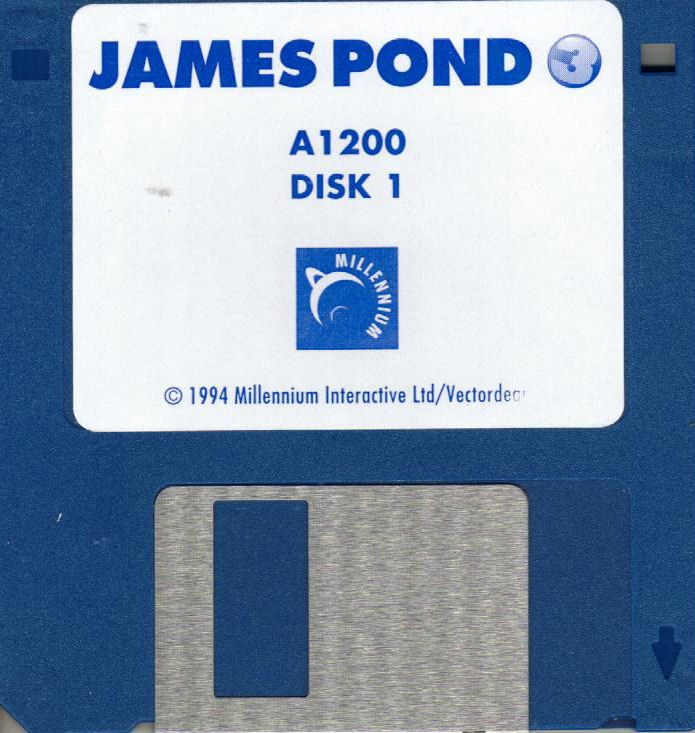 JAMES POND 3
A1200
DISK 1
MILLENNIUM
© 1994 Millennium Interactive Ltd/Vectordean